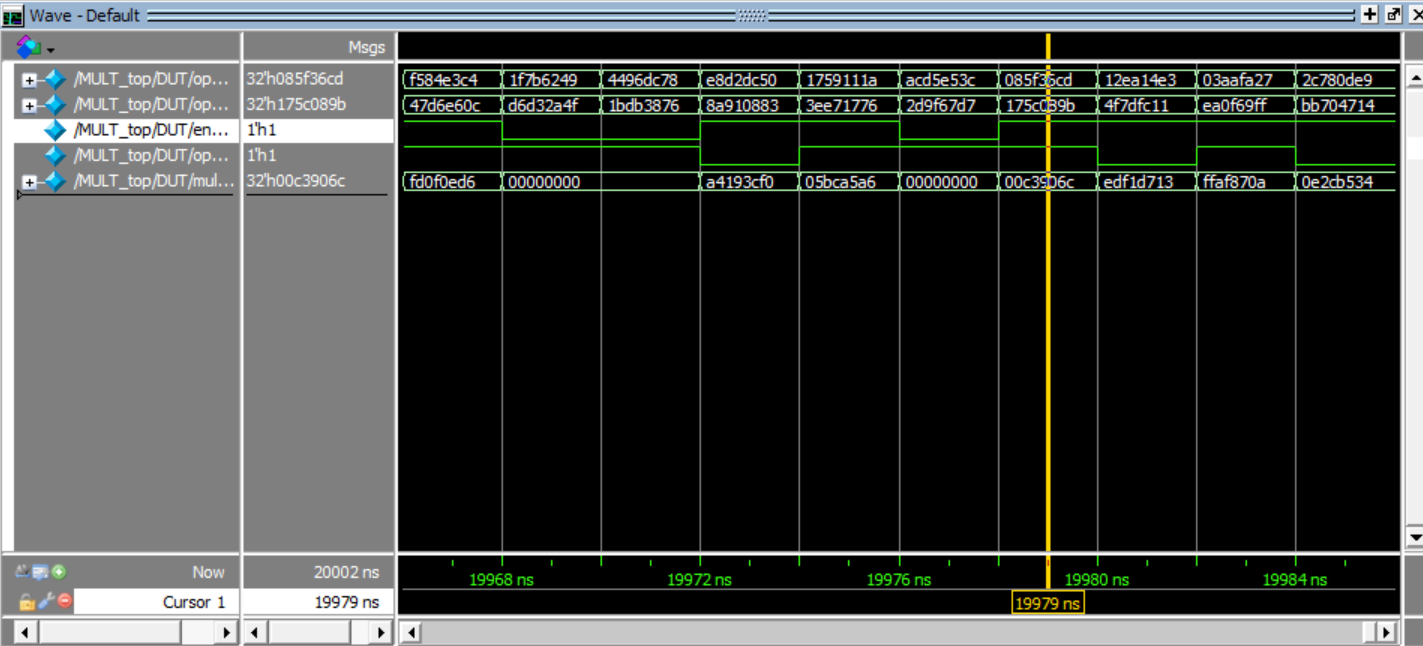 Wave - Default
Msgs
/MULT_top/DUT/op... 32'h085f36cd f584e3c4 1f7b6249 4496dc78 e8d2dc50 1759111a acd5e53c 085f36cd 12ea14e3 03aafa27 2c780de9
/MULT_top/DUT/op... 32'h175c089b 47d6e60c d6d32a4f 1bdb3876 8a910883 3ee71776 2d9f67d7 175c089b 4f7dfc11 ea0f69ff bb704714
/MULT_top/DUT/en... 1'h1
/MULT_top/DUT/op... 1'h1
/MULT_top/DUT/mul... 32'h00c3906c fd0f0ed6 00000000 a4193cf0 05bca5a6 00000000 00c3906c edf1d713 ffaf870a 0e2cb534
Now 20002 ns 19968 ns 19972 ns 19976 ns 19980 ns 19984 ns
Cursor 1 19979 ns 19979 ns